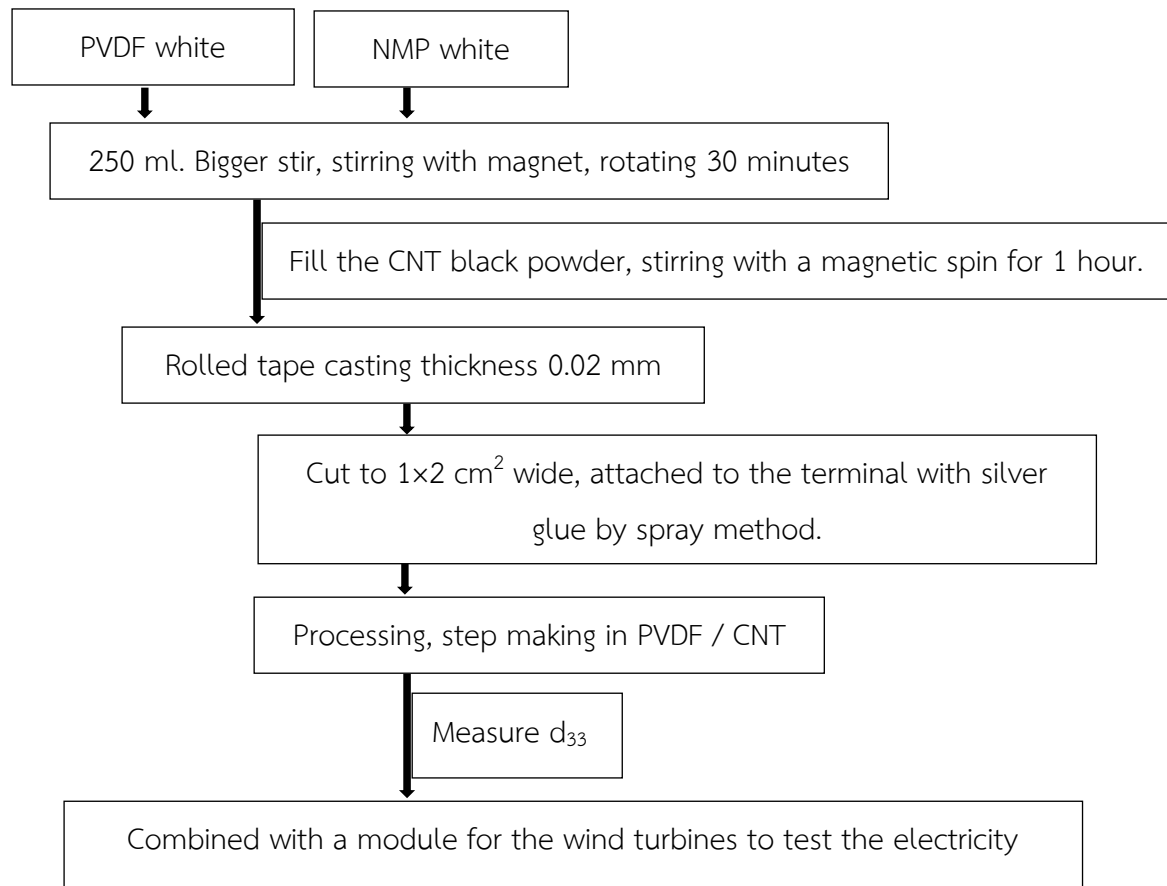 PVDF white
NMP white
250 ml. Bigger stir, stirring with magnet, rotating 30 minutes
Fill the CNT black powder, stirring with a magnetic spin for 1 hour.
Rolled tape casting thickness 0.02 mm
Cut to 1×2 cm² wide, attached to the terminal with silver
glue by spray method.
Processing, step making in PVDF / CNT
Measure d₃₃
Combined with a module for the wind turbines to test the electricity